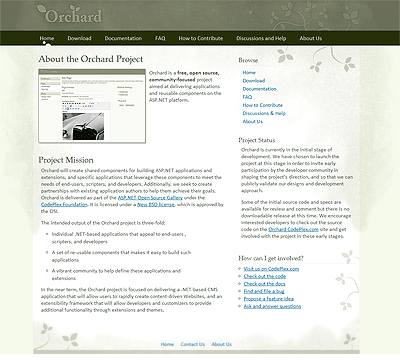 Orchard
Home Download Documentation FAQ How to Contribute Discussions and Help About Us
About the Orchard Project
Orchard is a free, open source,
community-focused project
aimed at delivering applications
and reusable components on the
ASP.NET platform.
Project Mission
Orchard will create shared components for building ASP.NET applications and
extensions, and specific applications that leverage these components to meet the
needs of end-users, scripters, and developers. Additionally, we seek to create
partnerships with existing application authors to help them achieve their goals.
Orchard is delivered as part of the ASP.NET Open Source Gallery under the
CodePlex Foundation. It is licensed under a New BSD license, which is approved by
the OSI.
The intended output of the Orchard project is three-fold:
Individual .NET-based applications that appeal to end-users ,
scripters, and developers
A set of re-usable components that makes it easy to build such
applications
A vibrant community to help define these applications and
extensions
In the near term, the Orchard project is focused on delivering a .NET-based CMS
application that will allow users to rapidly create content-driven Websites, and an
extensibility framework that will allow developers and customizers to provide
additional functionality through extensions and themes.
Browse
Home
Download
Documentation
FAQ
How to Contribute
Discussions & Help
About Us
Project Status
Orchard is currently in the initial stage of
development. We have chosen to launch the
project at this stage in order to invite early
participation by the developer community in
shaping the project's direction, and so that we can
publicly validate our designs and development
approach.
Some of the initial source code and specs are
available for review and comment but there is no
downloadable release at this time. We encourage
interested developers to check out the source
code on the Orchard CodePlex.com site and get
involved with the project in these early stages.
How can I get involved?
Visit us on CodePlex.com
Check out the code
Check out the docs
Find and file a bug
Propose a feature idea
Ask and answer questions
Home Contact Us About Us